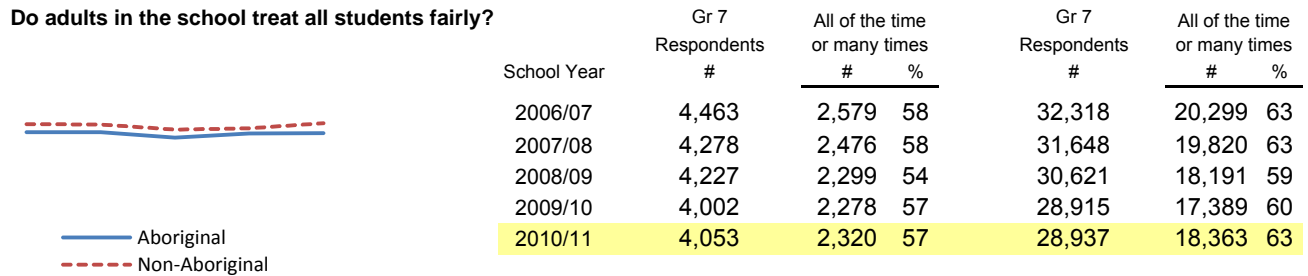 Do adults in the school treat all students fairly?
Gr 7 All of the time Gr 7 All of the time
Respondents or many times Respondents or many times
School Year # # % # # %
2006/07 4,463 2,579 58 32,318 20,299 63
2007/08 4,278 2,476 58 31,648 19,820 63
2008/09 4,227 2,299 54 30,621 18,191 59
2009/10 4,002 2,278 57 28,915 17,389 60
2010/11 4,053 2,320 57 28,937 18,363 63
Aboriginal
Non-Aboriginal